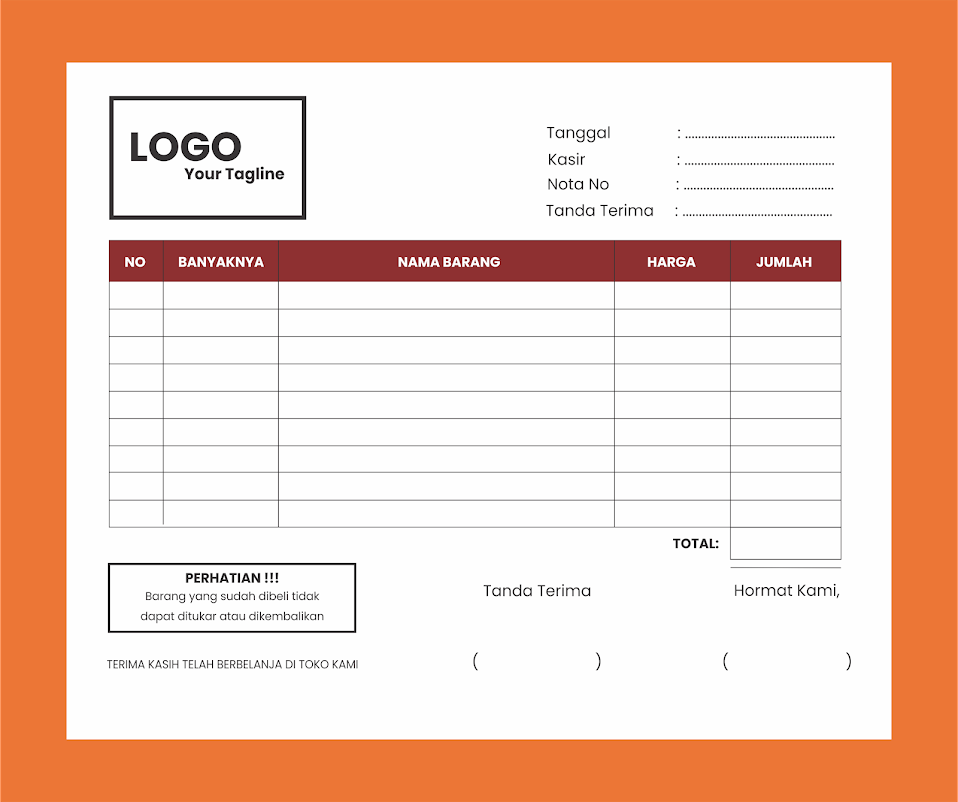 LOGO
Your Tagline
Tanggal : ..............................................
Kasir : ..............................................
Nota No : ..............................................
Tanda Terima : ..............................................
NO BANYAKNYA NAMA BARANG HARGA JUMLAH
TOTAL:
PERHATIAN !!!
Barang yang sudah dibeli tidak
dapat ditukar atau dikembalikan
Tanda Terima Hormat Kami,
TERIMA KASIH TELAH BERBELANJA DI TOKO KAMI ( ) ( )